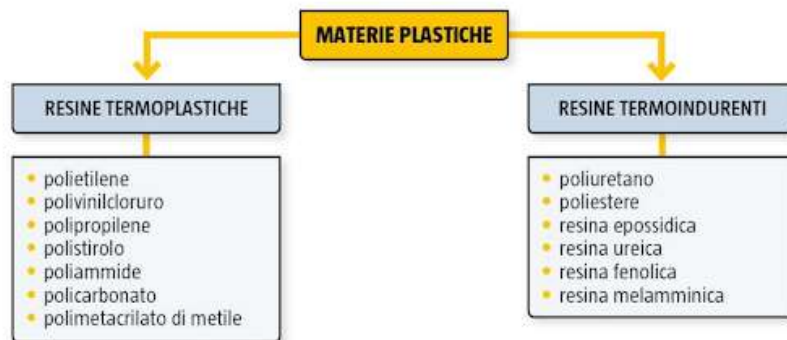 MATERIE PLASTICHE
RESINE TERMOPLASTICHE
polietilene
polivinilcloruro
polipropilene
polistirolo
poliammide
policarbonato
polimetacrilato di metile
RESINE TERMOINDURENTI
poliuretano
poliestere
resina epossidica
resina ureica
resina fenolica
resina melamminica